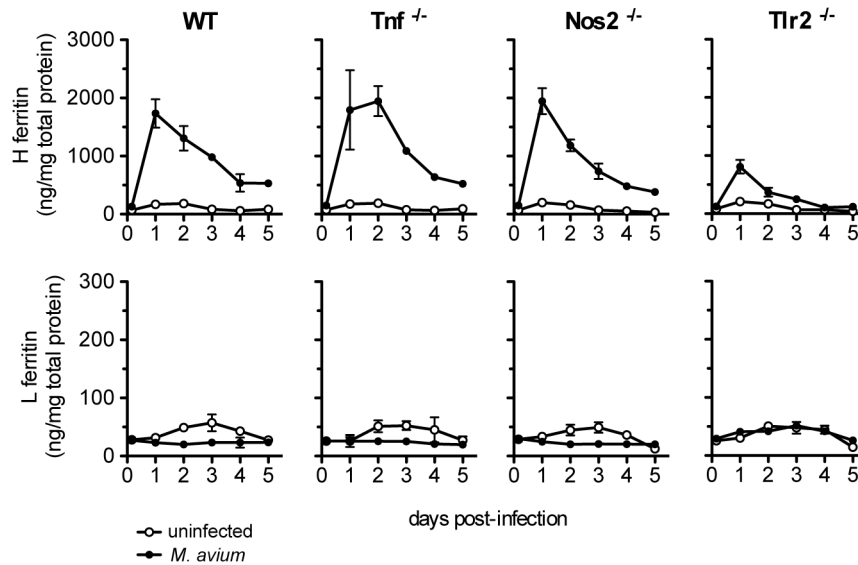 WT Tnf -/- Nos2 -/- Tlr2 -/-
H ferritin
(ng/mg total protein)
3000
2000
1000
0
0 1 2 3 4 5 0 1 2 3 4 5 0 1 2 3 4 5 0 1 2 3 4 5
L ferritin
(ng/mg total protein)
300
200
100
0
0 1 2 3 4 5 0 1 2 3 4 5 0 1 2 3 4 5 0 1 2 3 4 5
days post-infection
uninfected
M. avium